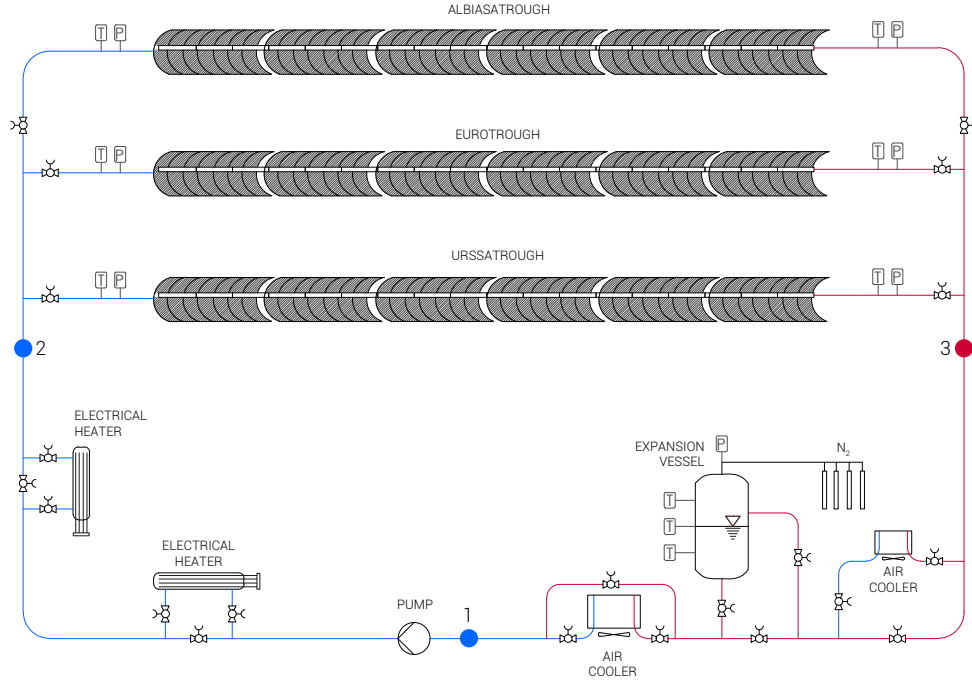 ALBIASATROUGH
T P
T P
EUROTROUGH
T P
T P
URSSATROUGH
T P
T P
2
3
ELECTRICAL
HEATER
EXPANSION
VESSEL
P
N₂
T
T
T
ELECTRICAL
HEATER
AIR
COOLER
PUMP
1
AIR
COOLER